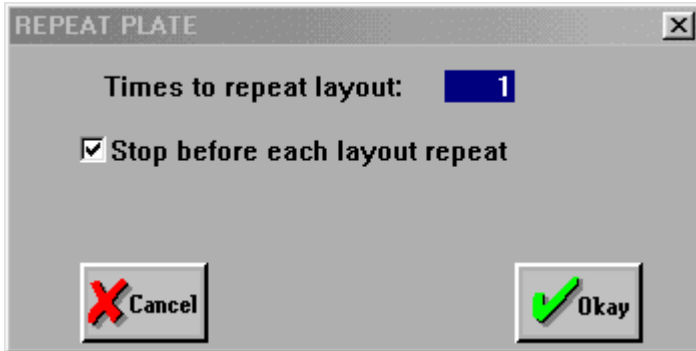 REPEAT PLATE
Times to repeat layout: 1
Stop before each layout repeat
Cancel Okay